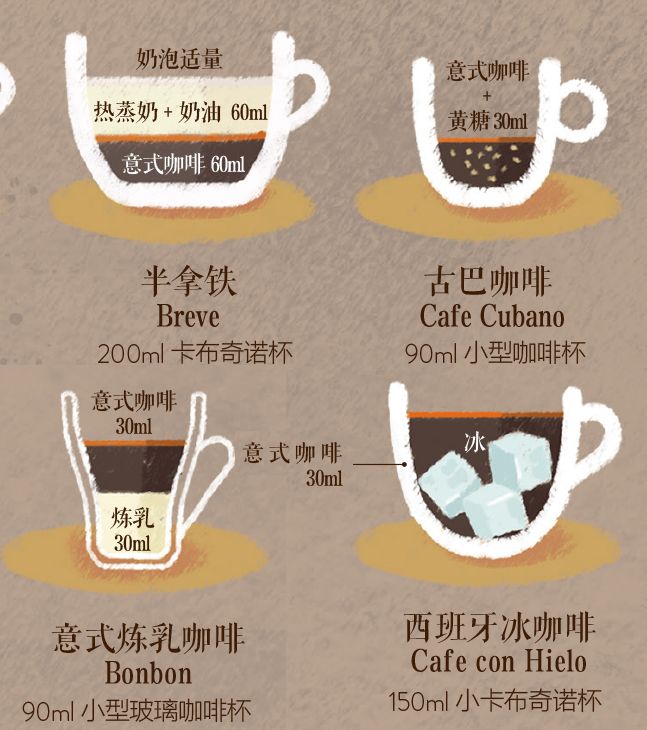 奶泡适量
热蒸奶 + 奶油 60ml
意式咖啡 60ml
半拿铁
Breve
200ml 卡布奇诺杯
意式咖啡
+
黄糖 30ml
古巴咖啡
Cafe Cubano
90ml 小型咖啡杯
意式咖啡
30ml
炼乳
30ml
意式炼乳咖啡
Bonbon
90ml 小型玻璃咖啡杯
意式咖啡
30ml
冰
西班牙冰咖啡
Cafe con Hielo
150ml 小卡布奇诺杯